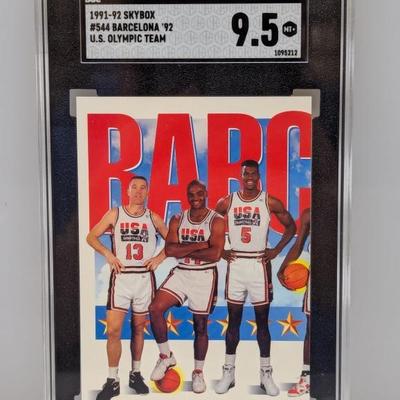 1991-92 SKYBOX
#544 BARCELONA '92
U.S. OLYMPIC TEAM
9.5
MT+
1095212
BARC
USA
13
USA
USA
5